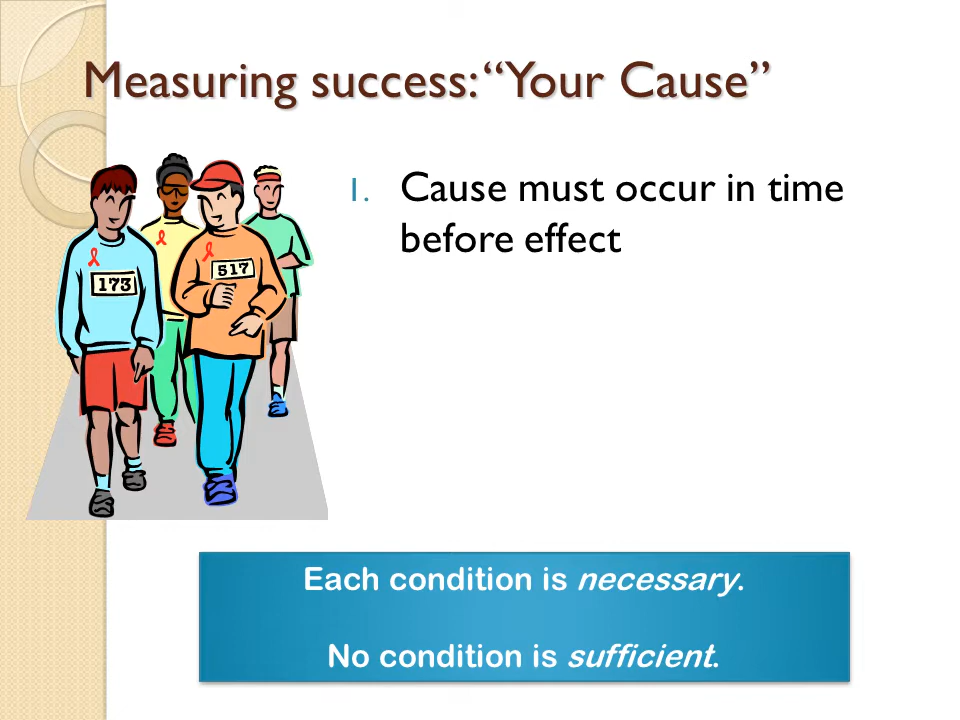 Measuring success: “Your Cause”
1. Cause must occur in time
before effect
173
517
Each condition is necessary.
No condition is sufficient.